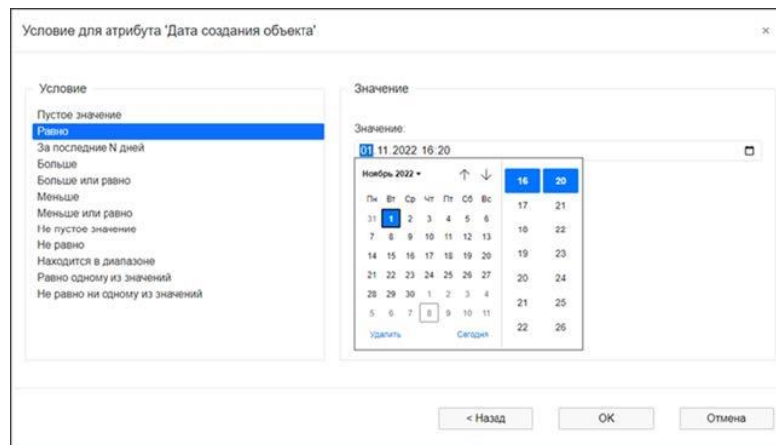 Условие для атрибута 'Дата создания объекта'
×
Условие
Пустое значение
Равно
За последние N дней
Больше
Больше или равно
Меньше
Меньше или равно
Не пустое значение
Не равно
Находится в диапазоне
Равно одному из значений
Не равно ни одному из значений
Значение
Значение:
01.11.2022 16:20
Ноябрь 2022
Пн Вт Ср Чт Пт Сб Вс
31 1 2 3 4 5 6
7 8 9 10 11 12 13
14 15 16 17 18 19 20
21 22 23 24 25 26 27
28 29 30 1 2 3 4
5 6 7 8 9 10 11
Удалить Сегодня
16 20
17 21
18 22
19 23
20 24
21 25
22 26
< Назад
ОК
Отмена